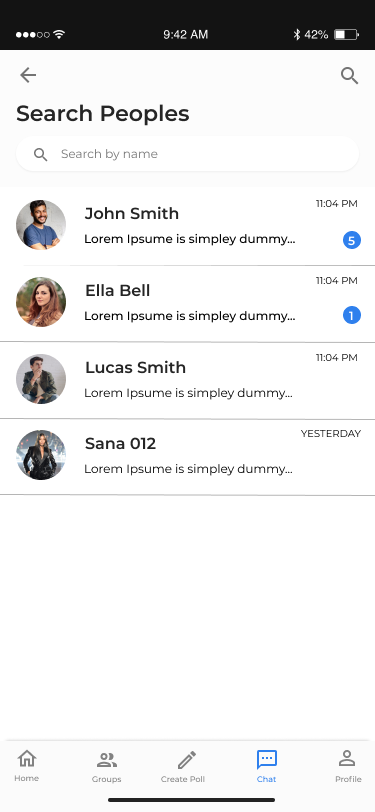 9:42 AM
42%
Search Peoples
Search by name
11:04 PM
John Smith
Lorem Ipsume is simpley dummy...
5
11:04 PM
Ella Bell
Lorem Ipsume is simpley dummy...
1
11:04 PM
Lucas Smith
Lorem Ipsume is simpley dummy...
YESTERDAY
Sana 012
Lorem Ipsume is simpley dummy...
Home
Groups
Create Poll
Chat
Profile